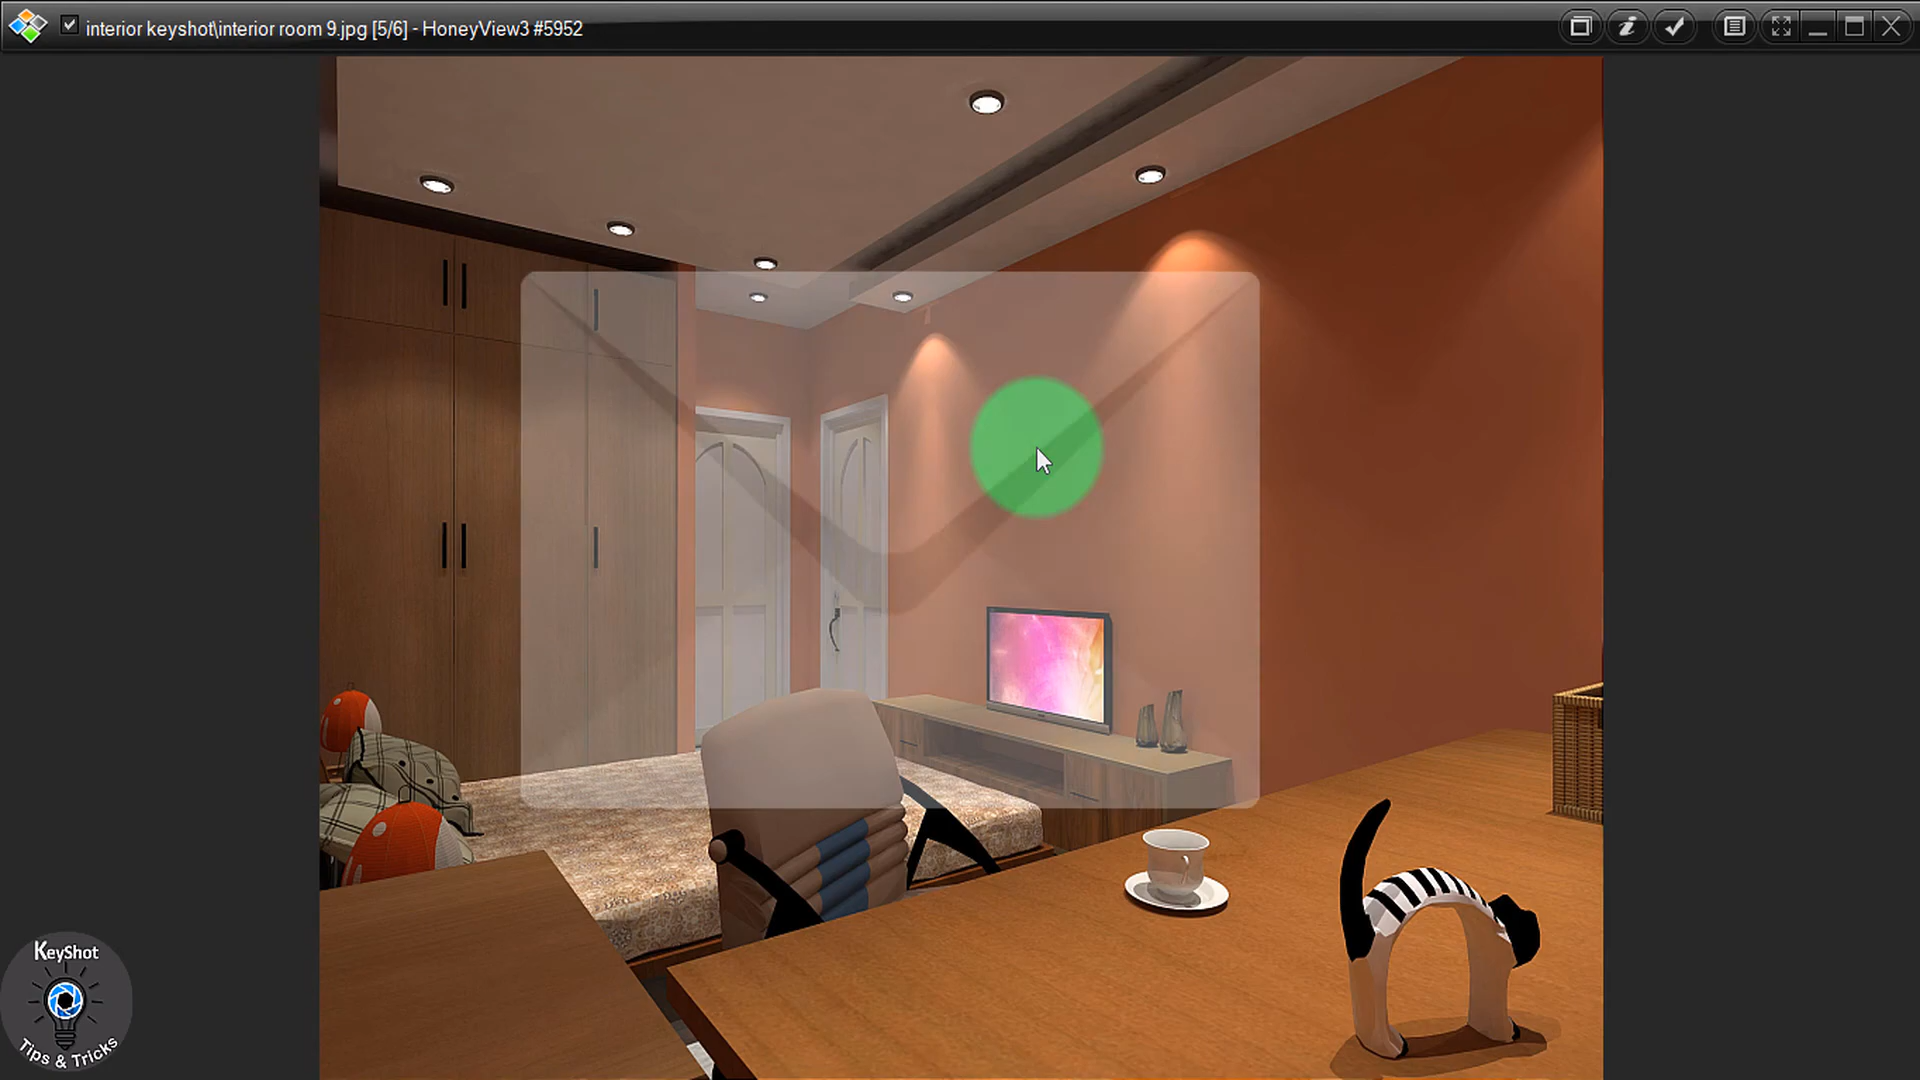 interior keyshot\interior room 9.jpg [5/6] - HoneyView3 #5952
KeyShot
Tips & Tricks